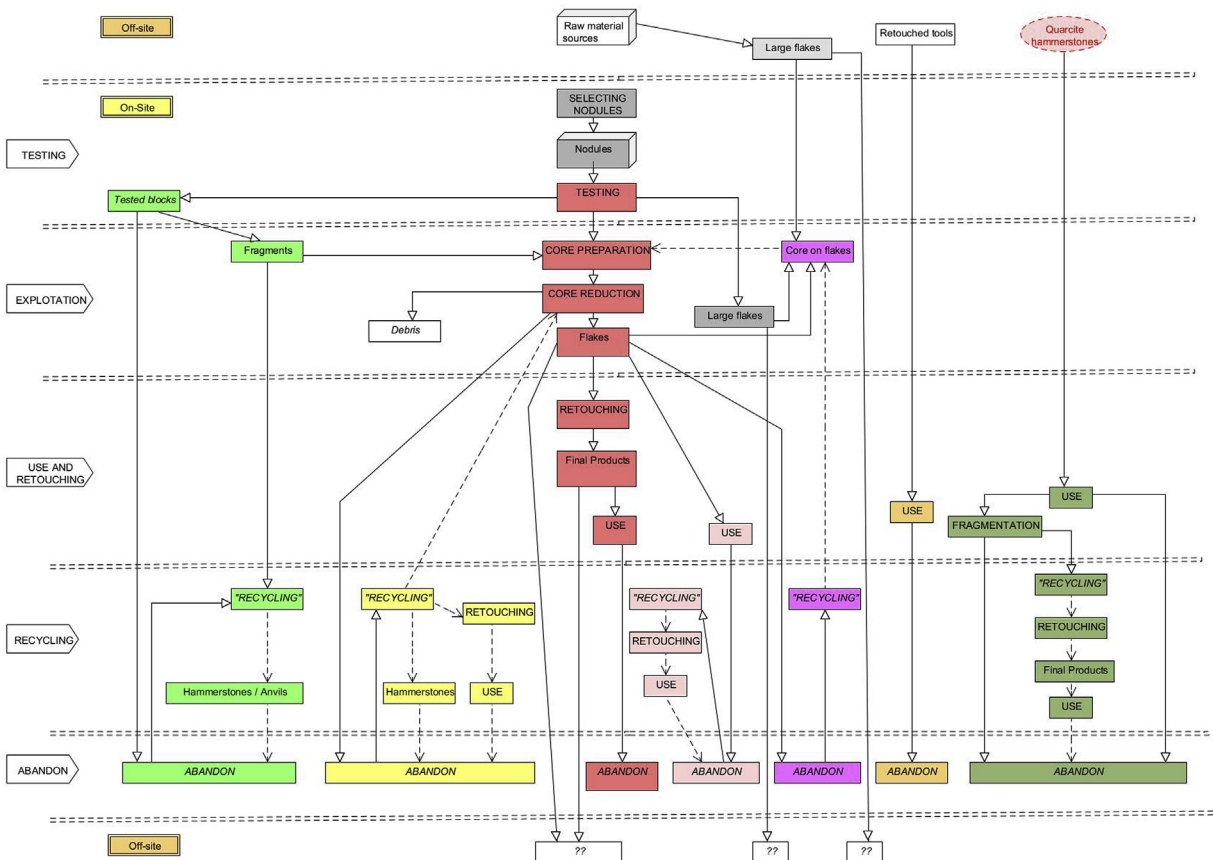 Off-site
Raw material
sources
Large flakes
Retouched tools
Quarcite
hammerstones
On-Site
SELECTING
NODULES
TESTING
Nodules
TESTING
Tested blocks
Fragments
CORE PREPARATION
Core on flakes
EXPLOTATION
CORE REDUCTION
Large flakes
Debris
Flakes
RETOUCHING
USE AND
RETOUCHING
Final Products
USE
USE
USE
USE
FRAGMENTATION
"RECYCLING"
"RECYCLING"
RETOUCHING
"RECYCLING"
"RECYCLING"
"RECYCLING"
RECYCLING
RETOUCHING
RETOUCHING
Hammerstones / Anvils
Hammerstones
USE
USE
Final Products
USE
ABANDON
ABANDON
ABANDON
ABANDON
ABANDON
ABANDON
ABANDON
ABANDON
Off-site
??
??
??